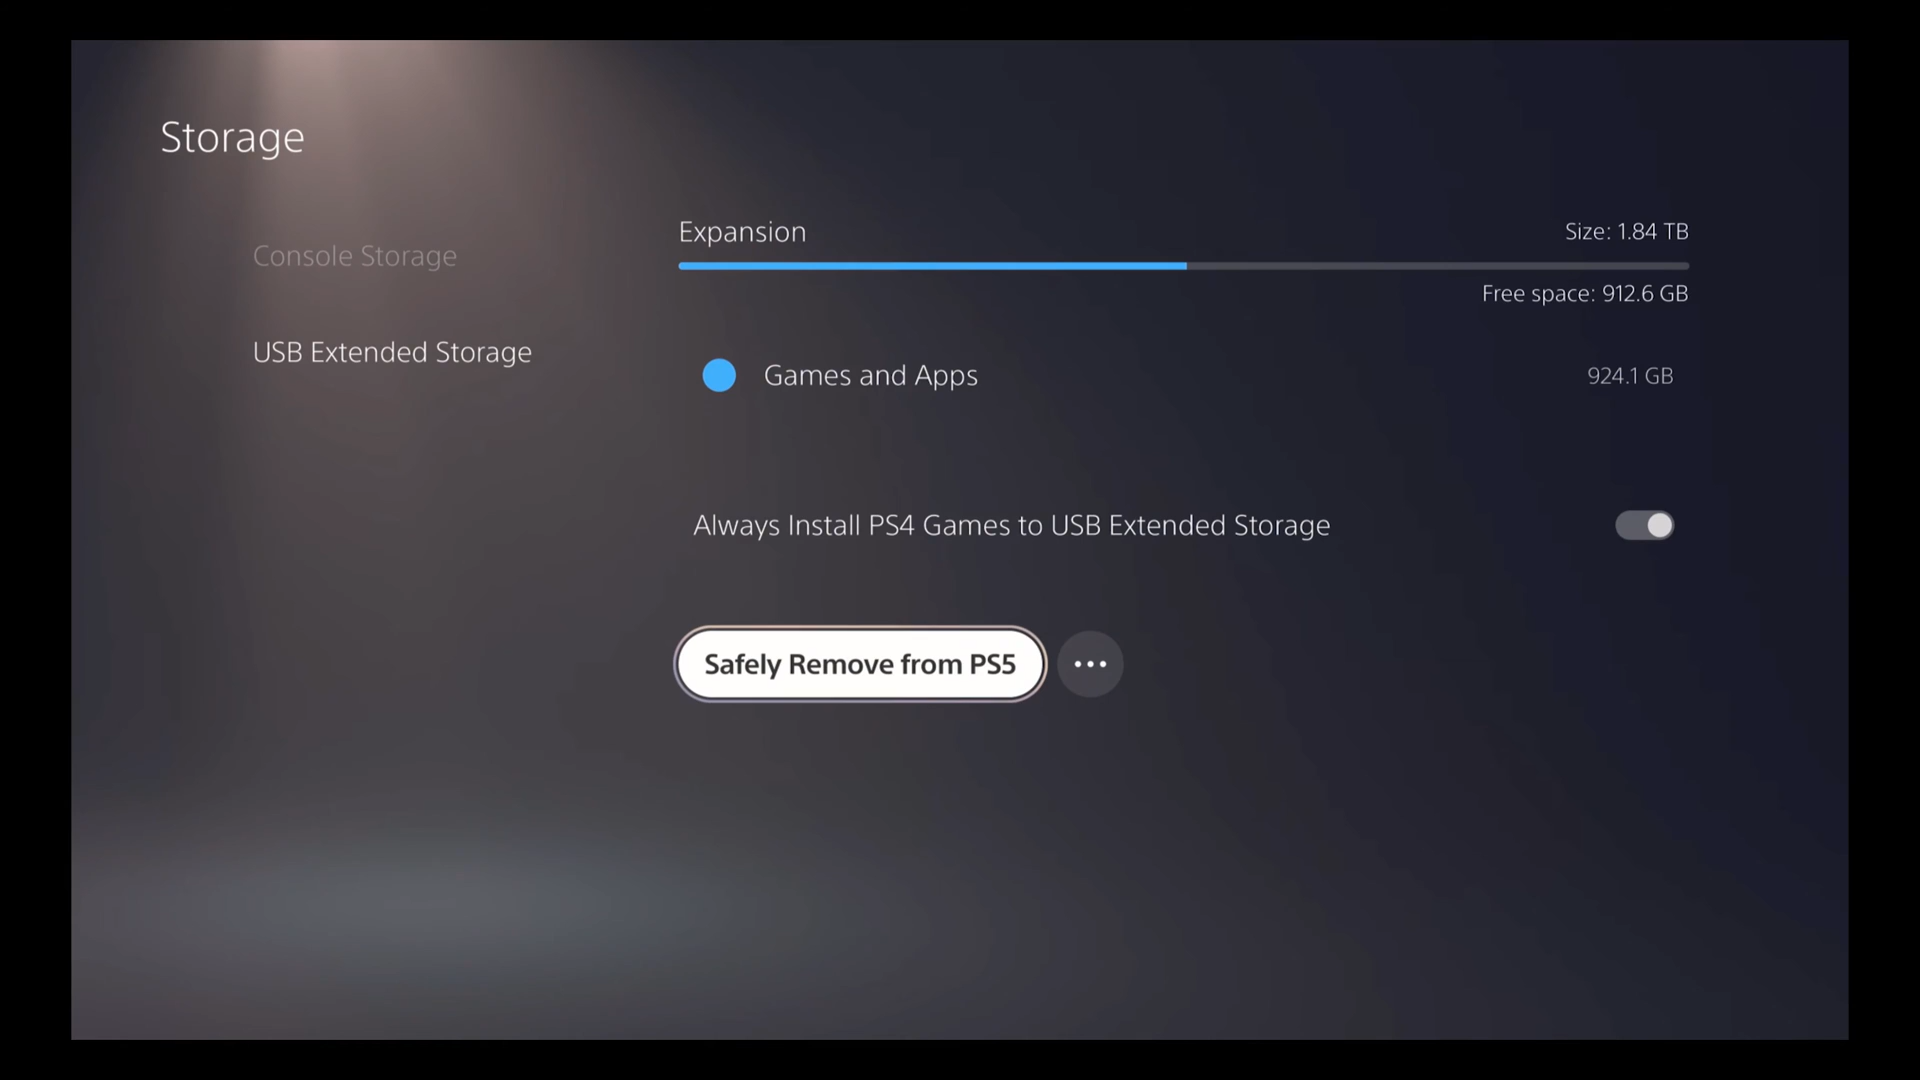 Storage
Console Storage
USB Extended Storage
Expansion
Size: 1.84 TB
Free space: 912.6 GB
Games and Apps
924.1 GB
Always Install PS4 Games to USB Extended Storage
Safely Remove from PS5